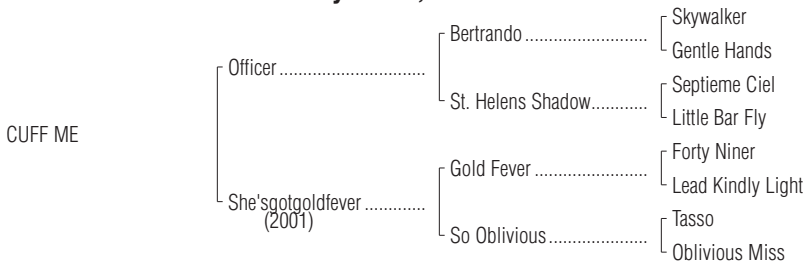 Skywalker
Bertrando ..........................
Gentle Hands
Officer ...............................
Septieme Ciel
St. Helens Shadow............
Little Bar Fly
CUFF ME
Forty Niner
Gold Fever ........................
Lead Kindly Light
She'sgotgoldfever .............
(2001)
Tasso
So Oblivious.....................
Oblivious Miss